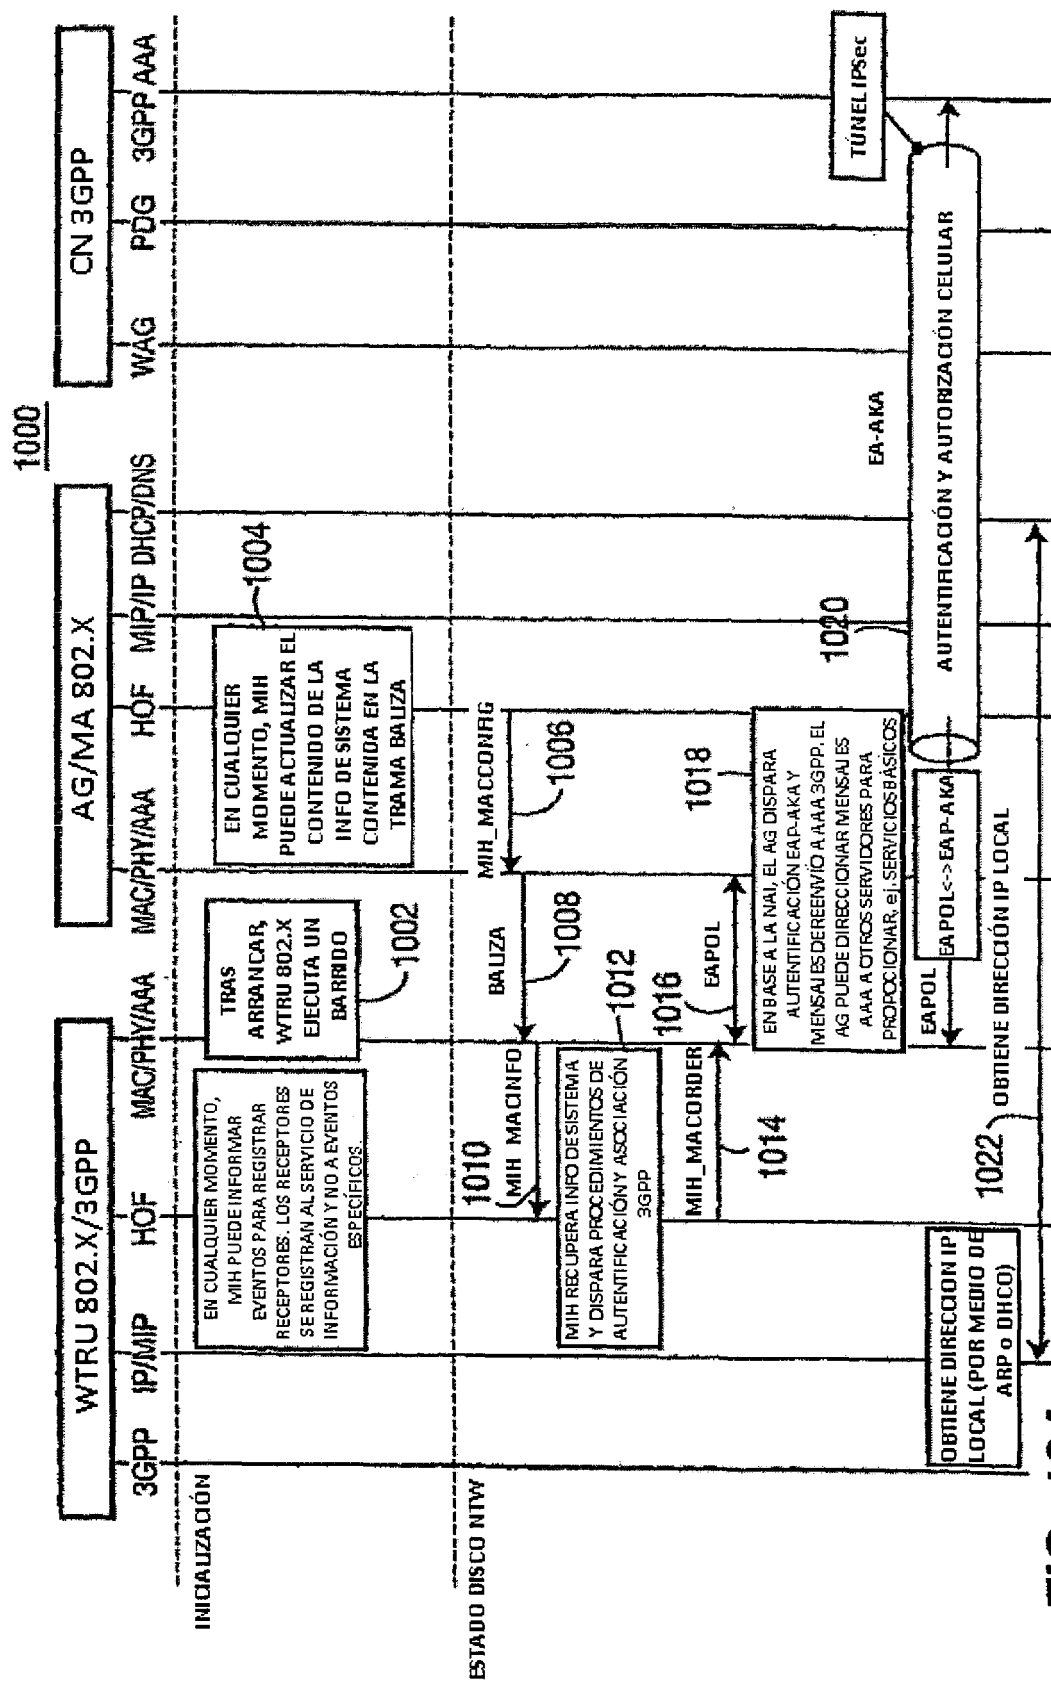 1000
WTRU 802.X/3GPP
AG/MA 802.X
CN 3GPP
3GPP
IP/MIP
HOF
MAC/PHY/AAA
MAC/PHY/AAA
HOF
MIP/IP
DHCP/DNS
WAG
PDG
3GPP AAA
INICIALIZACIÓN
EN CUALQUIER MOMENTO,
MIH PUEDE INFORMAR
EVENTOS PARA REGISTRAR
RECEPTORES. LOS RECEPTORES
SE REGISTRAN AL SERVICIO DE
INFORMACIÓN Y NO A EVENTOS
ESPECÍFICOS.
TRAS
ARRANCAR,
WTRU 802.X
EJECUTA UN
BARRIDO
1002
EN CUALQUIER
MOMENTO, MIH
PUEDE ACTUALIZAR EL
CONTENIDO DE LA
INFO DE SISTEMA
CONTENIDA EN LA
TRAMA BALIZA
1004
ESTADO DISCO NTW
MIH_MACCONFIG
1006
BALIZA
1008
MIH_MACINFO
1010
MIH RECUPERA INFO DE SISTEMA
Y DISPARA PROCEDIMIENTOS DE
AUTENTIFICACIÓN Y ASOCIACIÓN
3GPP
1012
MIH_MACORDER
1014
EAPOL
1016
EN BASE A LA NAI, EL AG DISPARA
AUTENTIFICACIÓN EAP-AKA Y
MENSAJES DE REENVÍO A AAA 3GPP. EL
AG PUEDE DIRECCIONAR MENSAJES
AAA A OTROS SERVIDORES PARA
PROPOCIONAR, ej. SERVICIOS BÁSICOS
1018
EA-AKA
TÚNEL IPSec
EAPOL
EAPOL<->EAP-AKA
AUTENTIFICACIÓN Y AUTORIZACIÓN CELULAR
1020
OBTIENE DIRECCION IP
LOCAL (POR MEDIO DE
ARP o DHCO)
OBTIENE DIRECCIÓN IP LOCAL
1022